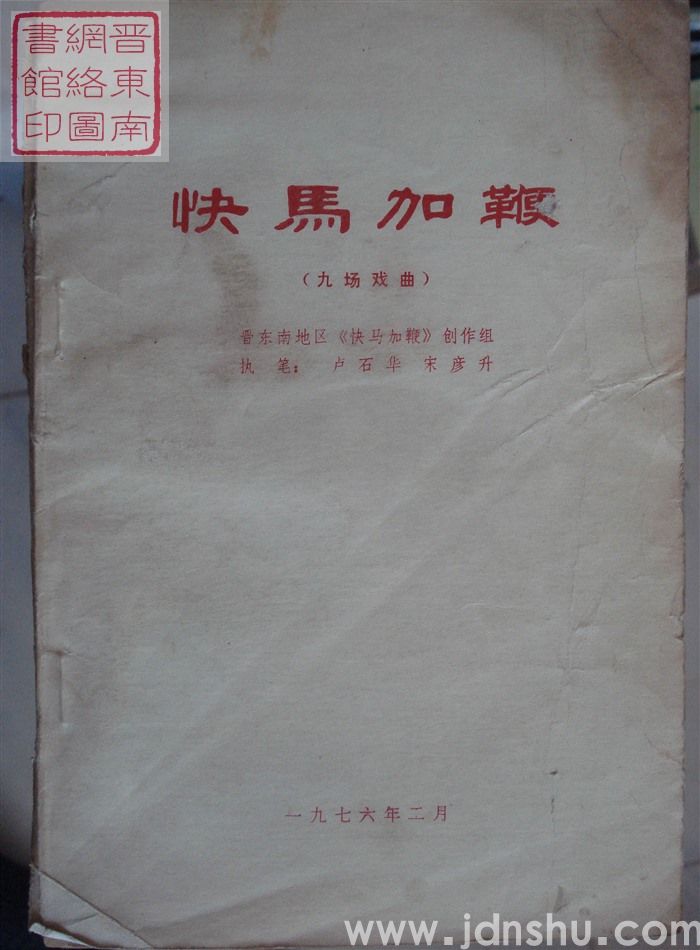 晋東南
網絡圖
書館印
快馬加鞭
（九场戏曲）
晋东南地区《快马加鞭》创作组
执 笔： 卢石华 宋彦升
一九七六年二月
www.jdnshu.com